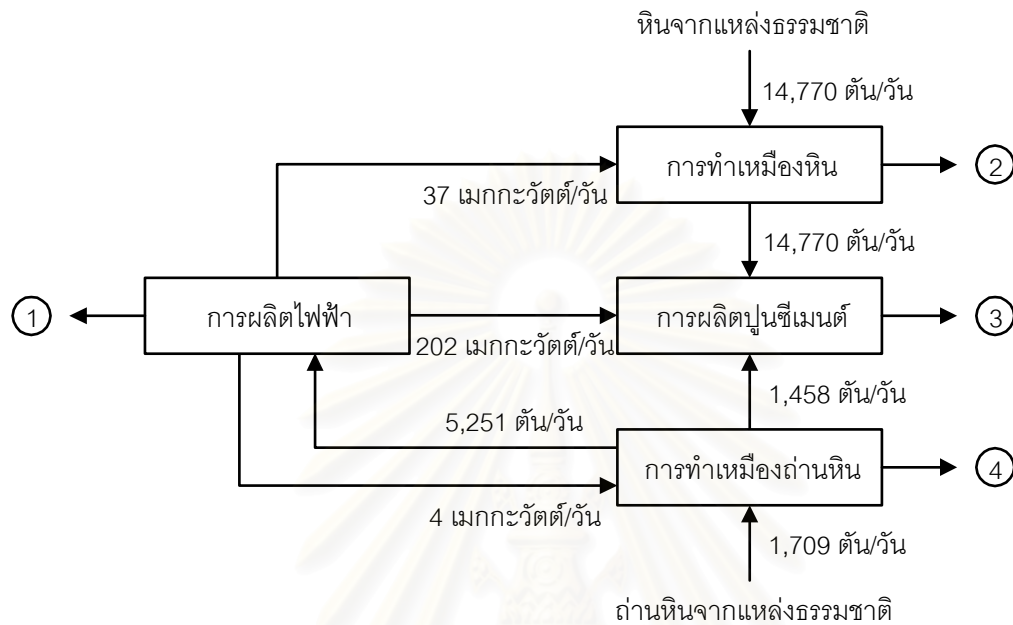 หินจากแหล่งธรรมชาติ
14,770 ตัน/วัน
การทำเหมืองหิน
2
37 เมกกะวัตต์/วัน
14,770 ตัน/วัน
1
การผลิตไฟฟ้า
การผลิตปูนซีเมนต์
3
202 เมกกะวัตต์/วัน
1,458 ตัน/วัน
5,251 ตัน/วัน
การทำเหมืองถ่านหิน
4
4 เมกกะวัตต์/วัน
1,709 ตัน/วัน
ถ่านหินจากแหล่งธรรมชาติ